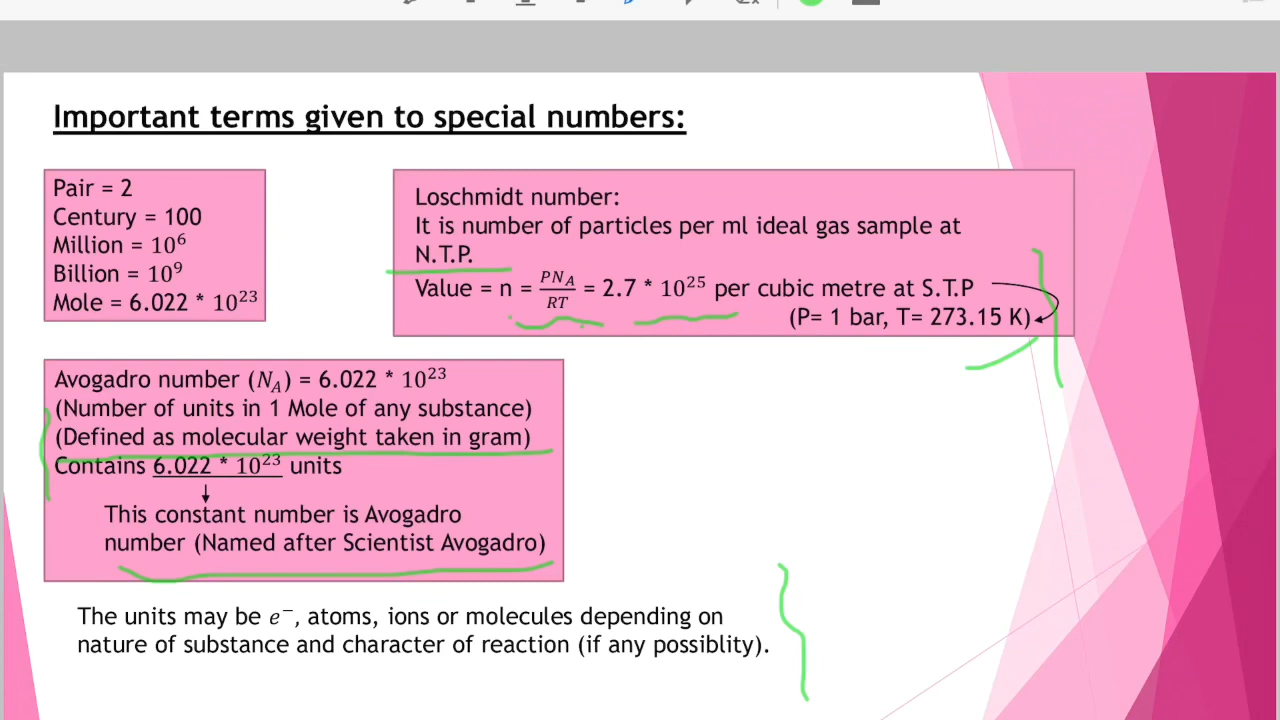 Important terms given to special numbers:
Pair = 2
Century = 100
Million = 10⁶
Billion = 10⁹
Mole = 6.022 * 10²³
Loschmidt number:
It is number of particles per ml ideal gas sample at
N.T.P.
Value = n = PN_A/RT = 2.7 * 10²⁵ per cubic metre at S.T.P
(P= 1 bar, T= 273.15 K)
Avogadro number (N_A) = 6.022 * 10²³
(Number of units in 1 Mole of any substance)
(Defined as molecular weight taken in gram)
Contains 6.022 * 10²³ units
This constant number is Avogadro
number (Named after Scientist Avogadro)
The units may be e⁻, atoms, ions or molecules depending on
nature of substance and character of reaction (if any possiblity).